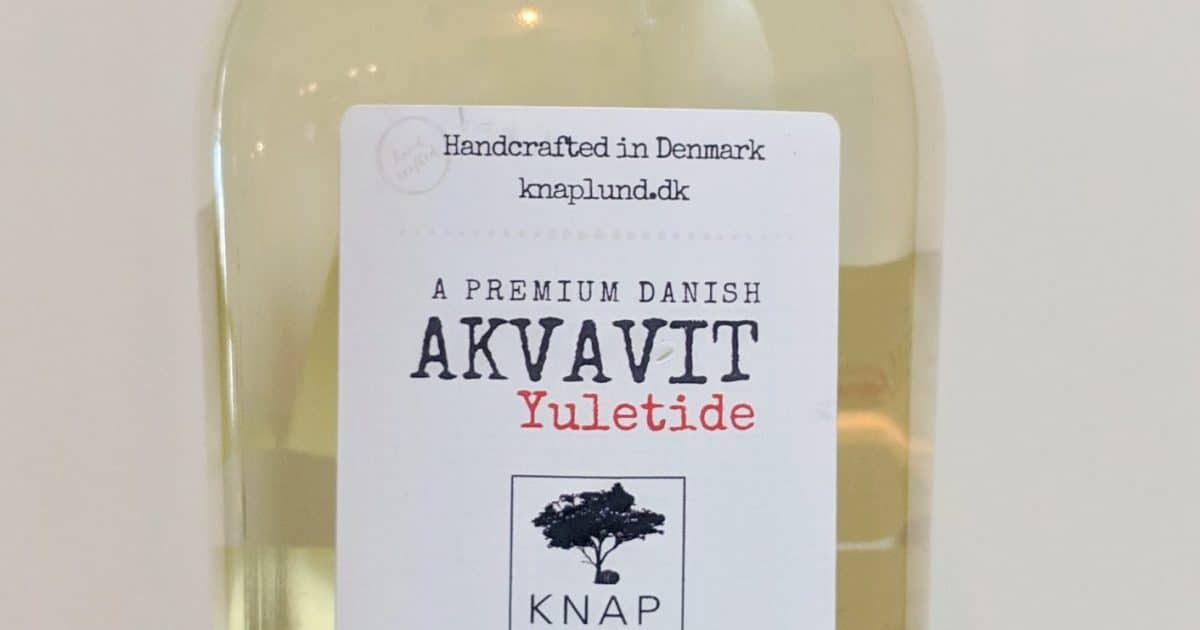 Handcrafted in Denmark
knaplund.dk
A PREMIUM DANISH
AKVAVIT
Yuletide
KNAP